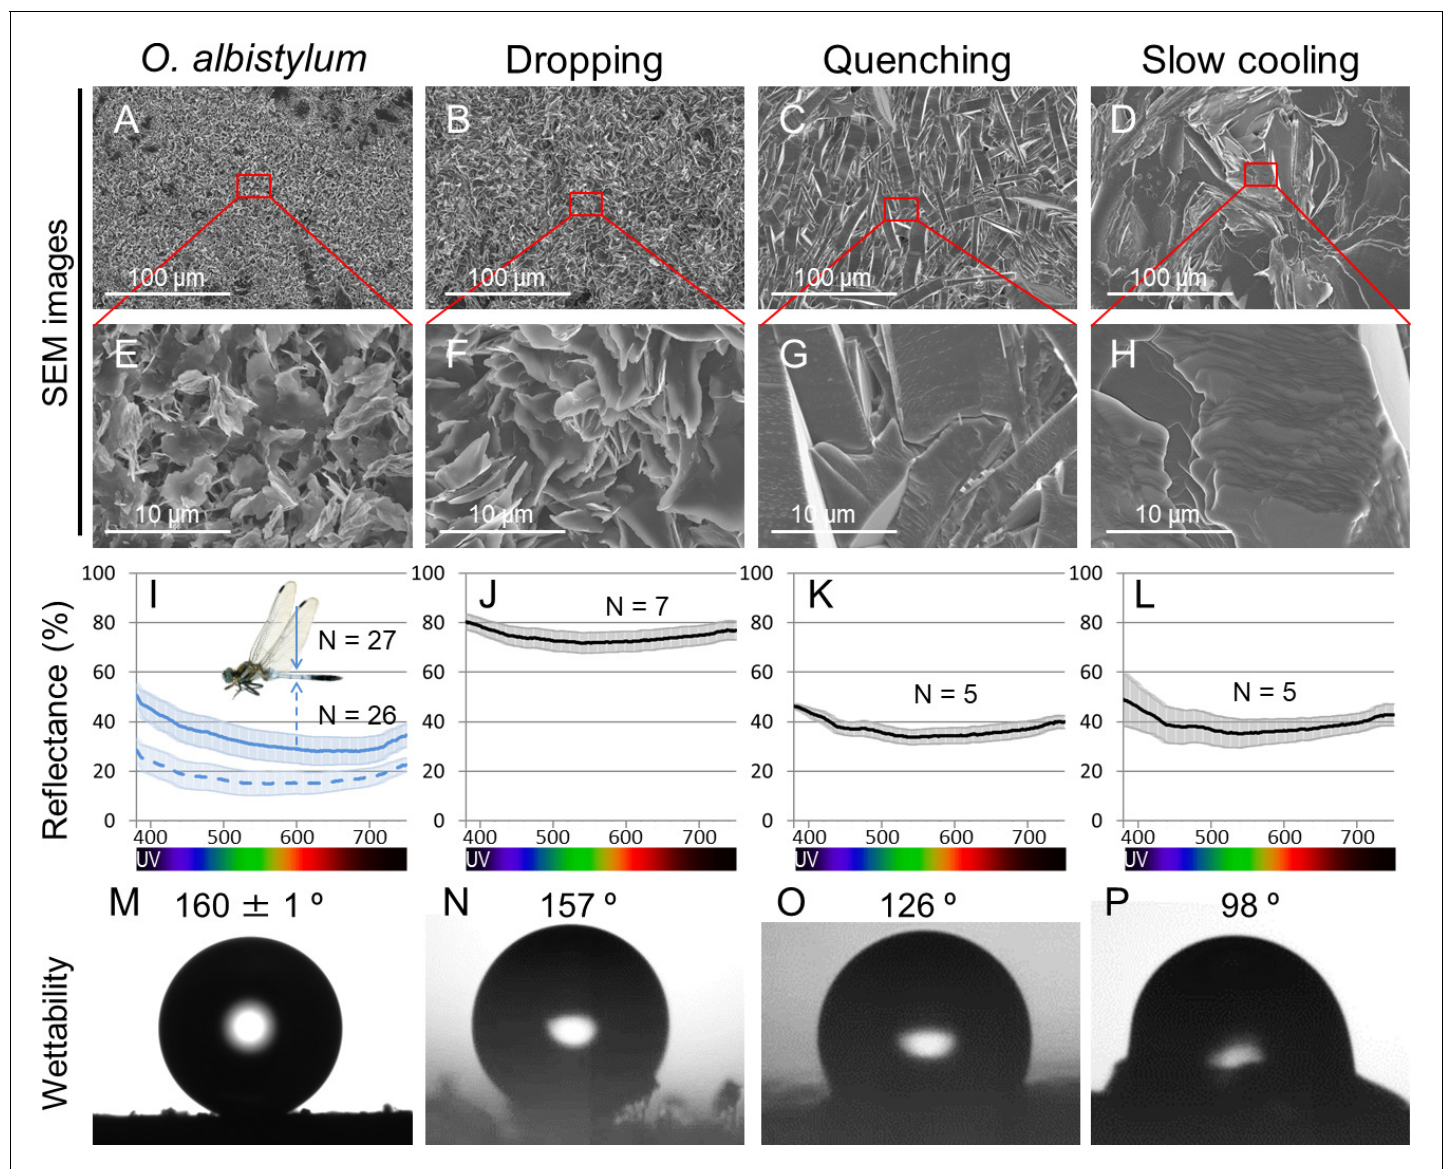 O. albistylum Dropping Quenching Slow cooling
SEM images
A B C D
100 µm 100 µm 100 µm 100 µm
E F G H
10 µm 10 µm 10 µm 10 µm
Reflectance (%)
100 100 100 100
I J K L
N = 27 N = 7 N = 5 N = 5
80 80 80 80
60 60 60 60
N = 26
40 40 40 40
20 20 20 20
0 0 0 0
400 500 600 700 400 500 600 700 400 500 600 700 400 500 600 700
UV UV UV UV
Wettability
M 160 ± 1 º N 157 º O 126 º P 98 º